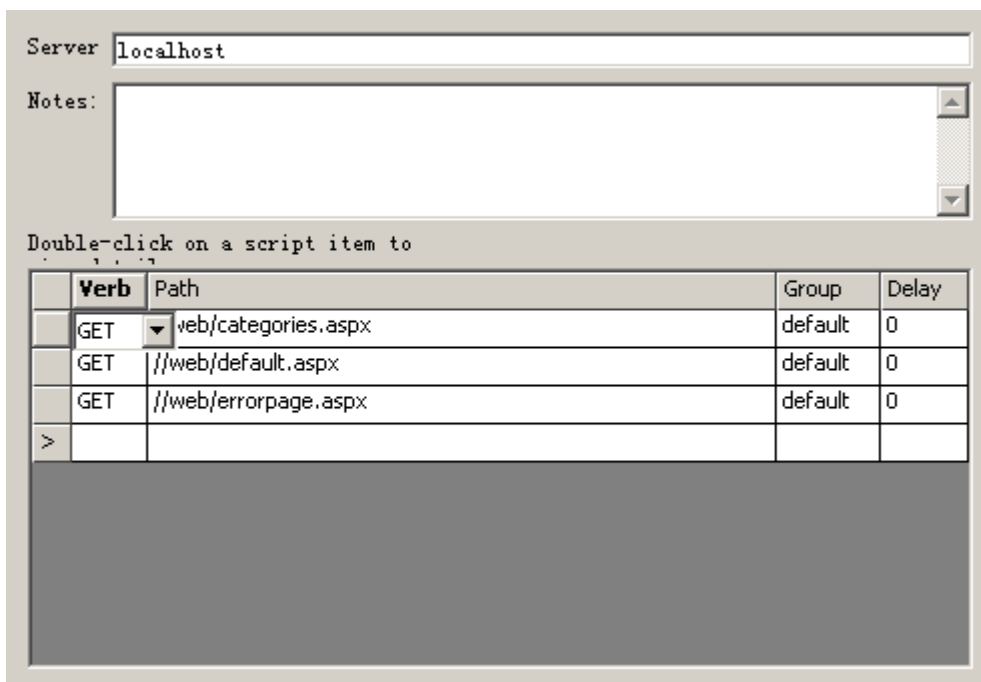 Server localhost
Notes:
Double-click on a script item to
Verb Path Group Delay
GET web/categories.aspx default 0
GET //web/default.aspx default 0
GET //web/errorpage.aspx default 0
>